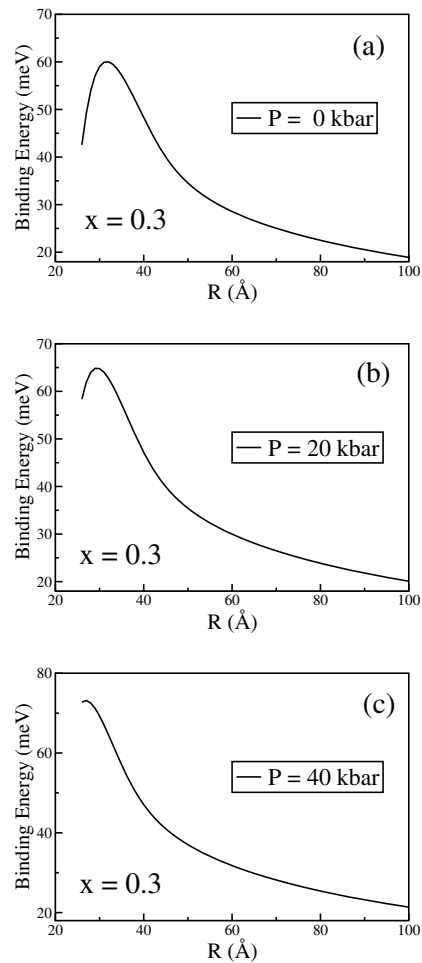 (a)
70
60
50
40
30
20
Binding Energy (meV)
P = 0 kbar
x = 0.3
20 40 60 80 100
R (Å)
(b)
70
60
50
40
30
20
Binding Energy (meV)
P = 20 kbar
x = 0.3
20 40 60 80 100
R (Å)
(c)
80
60
40
20
Binding Energy (meV)
P = 40 kbar
x = 0.3
20 40 60 80 100
R (Å)